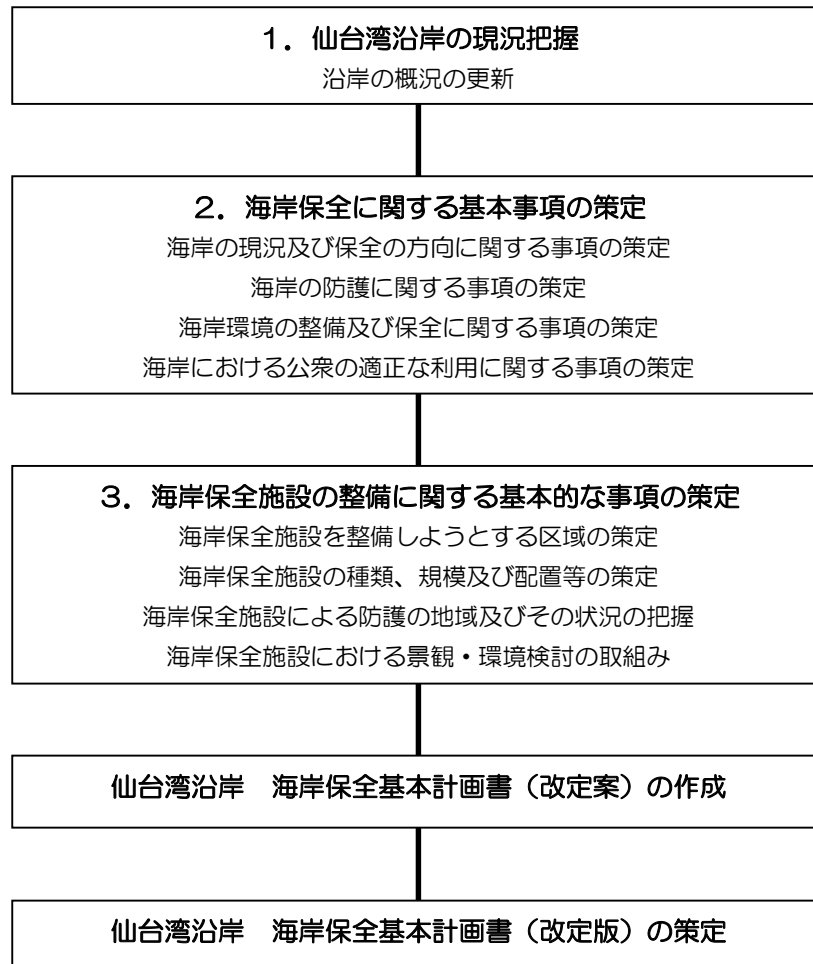 １．仙台湾沿岸の現況把握
沿岸の概況の更新
２．海岸保全に関する基本事項の策定
海岸の現況及び保全の方向に関する事項の策定
海岸の防護に関する事項の策定
海岸環境の整備及び保全に関する事項の策定
海岸における公衆の適正な利用に関する事項の策定
３．海岸保全施設の整備に関する基本的な事項の策定
海岸保全施設を整備しようとする区域の策定
海岸保全施設の種類、規模及び配置等の策定
海岸保全施設による防護の地域及びその状況の把握
海岸保全施設における景観・環境検討の取組み
仙台湾沿岸　海岸保全基本計画書（改定案）の作成
仙台湾沿岸　海岸保全基本計画書（改定版）の策定